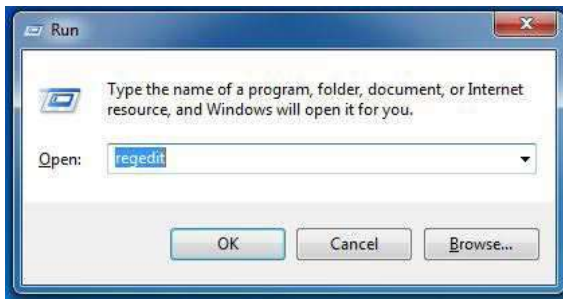 Run
Type the name of a program, folder, document, or Internet
resource, and Windows will open it for you.
Open: regedit
OK Cancel Browse...